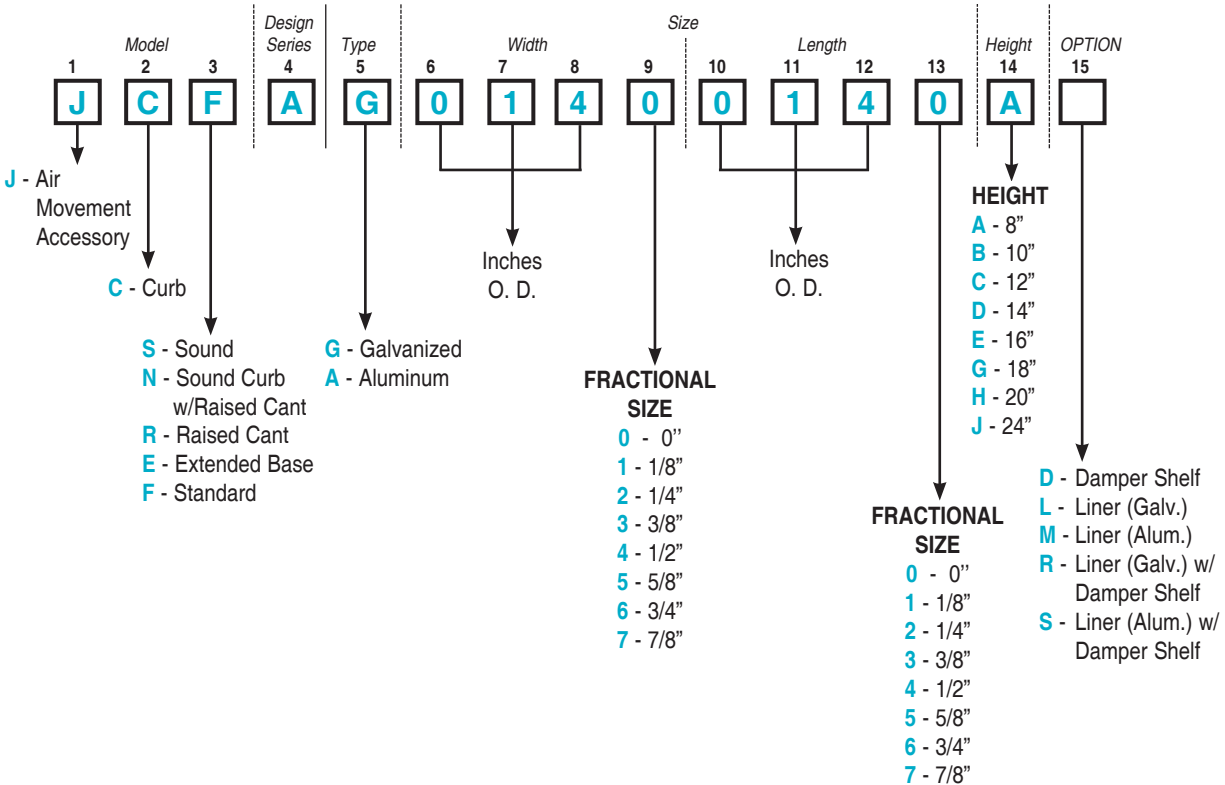 Design
Size
Model
Series
Type
Width
Length
Height
OPTION
1 2 3 4 5 6 7 8 9 10 11 12 13 14 15
J C F A G 0 1 4 0 0 1 4 0 A
J - Air
Movement
Accessory
C - Curb
S - Sound
N - Sound Curb
w/Raised Cant
R - Raised Cant
E - Extended Base
F - Standard
G - Galvanized
A - Aluminum
Inches
O. D.
FRACTIONAL
SIZE
0 - 0’’
1 - 1/8”
2 - 1/4”
3 - 3/8”
4 - 1/2”
5 - 5/8”
6 - 3/4”
7 - 7/8”
Inches
O. D.
FRACTIONAL
SIZE
0 - 0’’
1 - 1/8”
2 - 1/4”
3 - 3/8”
4 - 1/2”
5 - 5/8”
6 - 3/4”
7 - 7/8”
HEIGHT
A - 8”
B - 10”
C - 12”
D - 14”
E - 16”
G - 18”
H - 20”
J - 24”
D - Damper Shelf
L - Liner (Galv.)
M - Liner (Alum.)
R - Liner (Galv.) w/
Damper Shelf
S - Liner (Alum.) w/
Damper Shelf